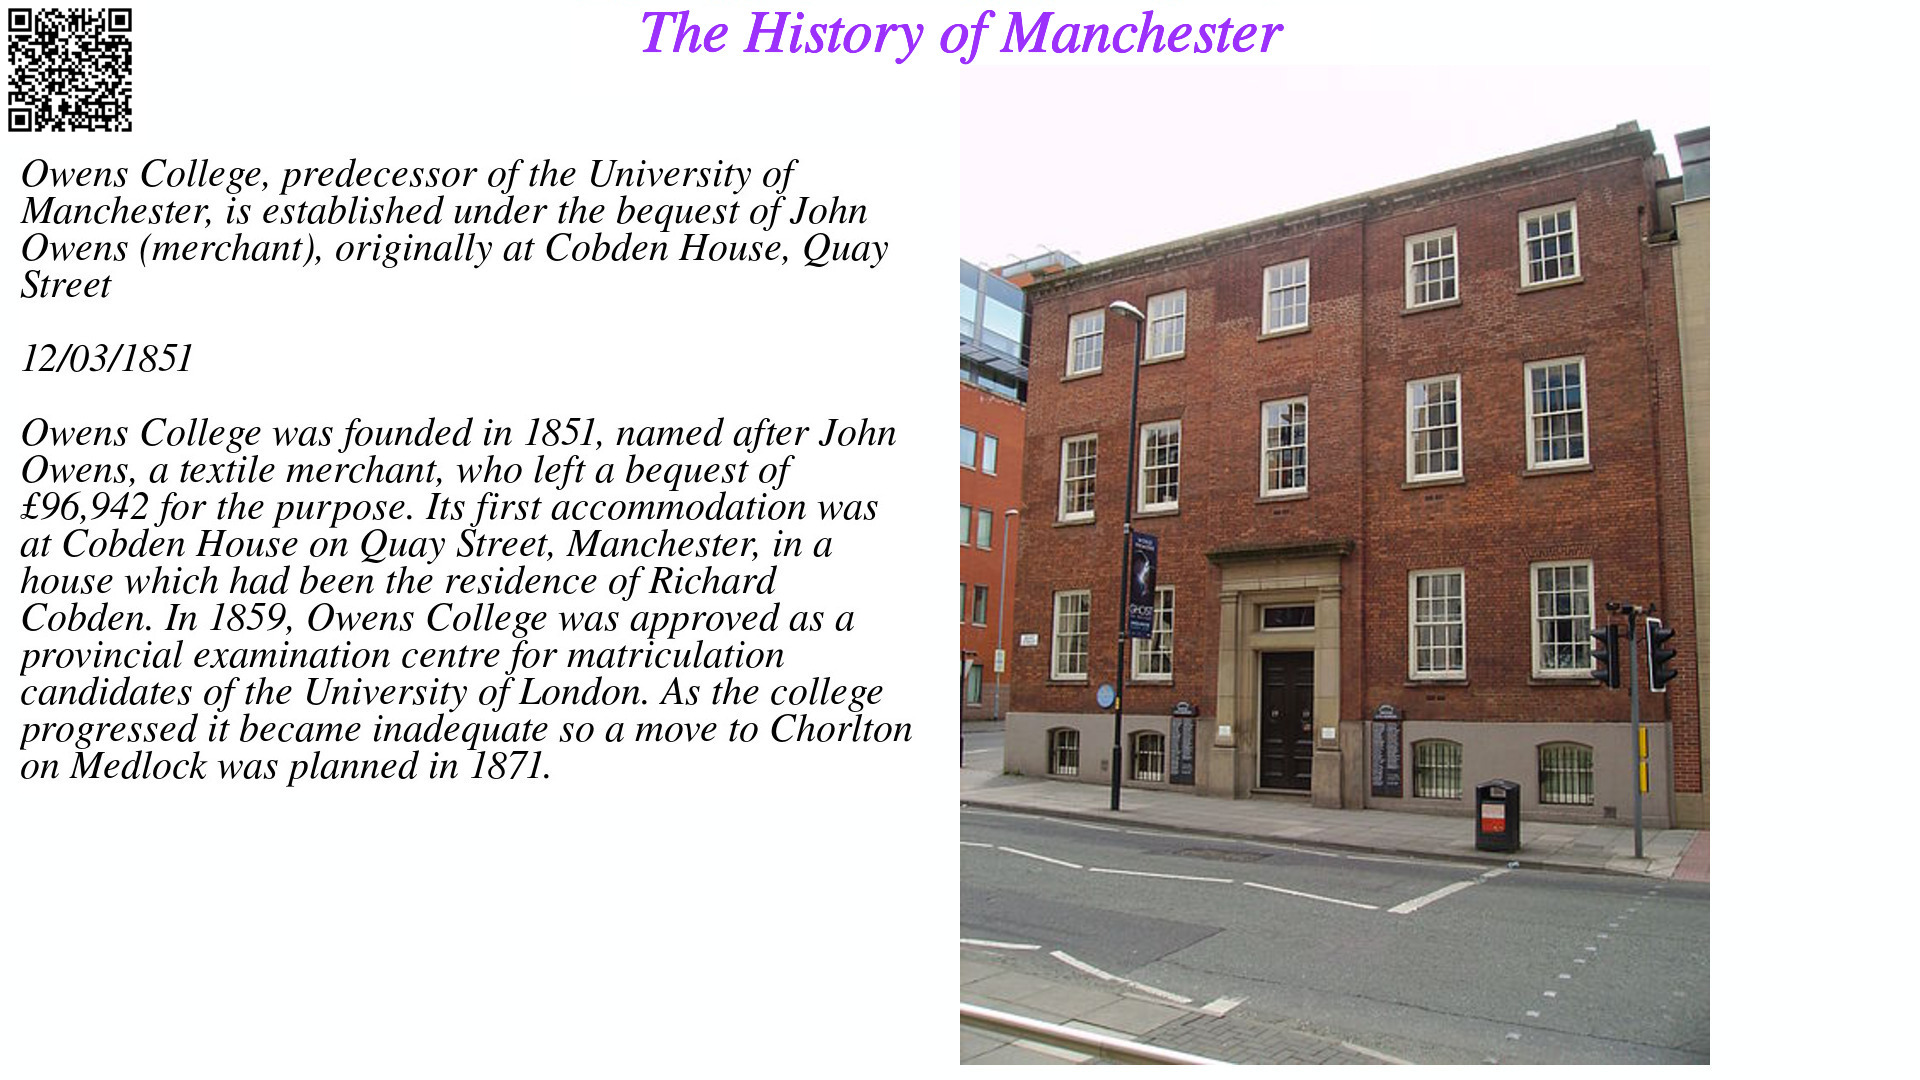 The History of Manchester
Owens College, predecessor of the University of
Manchester, is established under the bequest of John
Owens (merchant), originally at Cobden House, Quay
Street
12/03/1851
Owens College was founded in 1851, named after John
Owens, a textile merchant, who left a bequest of
£96,942 for the purpose. Its first accommodation was
at Cobden House on Quay Street, Manchester, in a
house which had been the residence of Richard
Cobden. In 1859, Owens College was approved as a
provincial examination centre for matriculation
candidates of the University of London. As the college
progressed it became inadequate so a move to Chorlton
on Medlock was planned in 1871.
GHOST